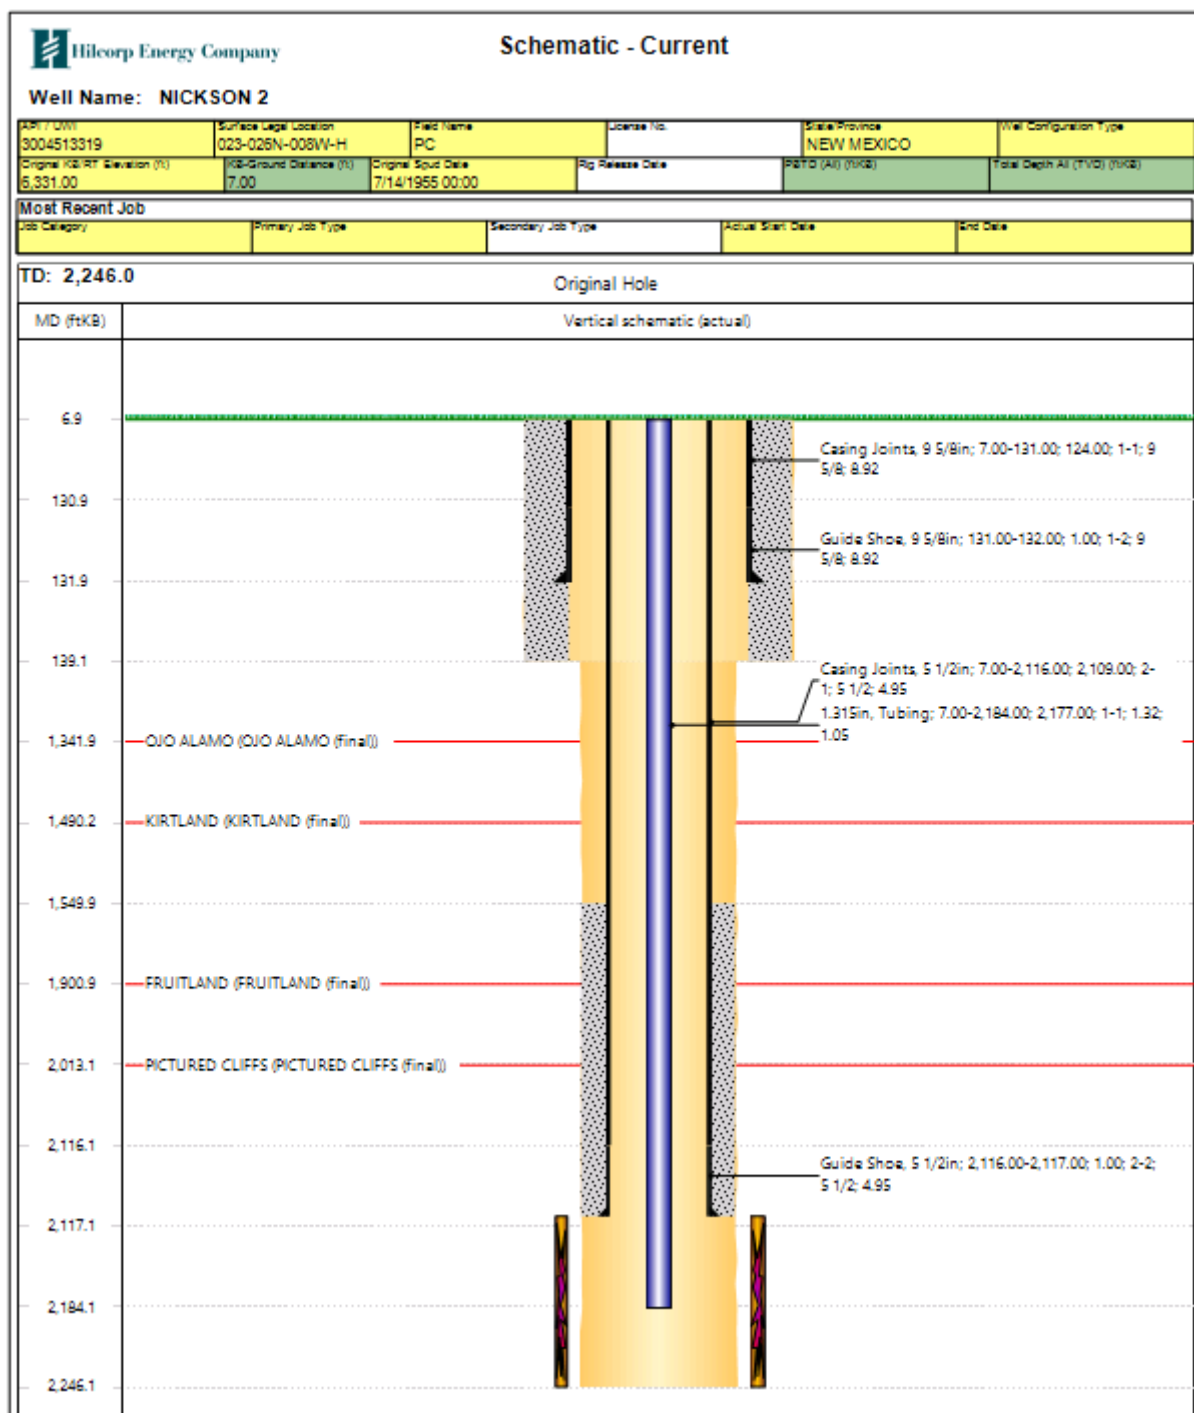 Hilcorp Energy Company
Schematic - Current
Well Name: NICKSON 2
API / UWI
3004513319
Surface Legal Location
023-026N-008W-H
Field Name
PC
License No.
State/Province
NEW MEXICO
Well Configuration Type
Original KB/RT Elevation (ft)
6,331.00
KB-Ground Distance (ft)
7.00
Original Spud Date
7/14/1955 00:00
Rig Release Date
PBTD (All) (ftKB)
Total Depth All (TVD) (ftKB)
Most Recent Job
Job Category
Primary Job Type
Secondary Job Type
Actual Start Date
End Date
TD: 2,246.0
Original Hole
MD (ftKB)
Vertical schematic (actual)
6.9
Casing Joints, 9 5/8in; 7.00-131.00; 124.00; 1-1; 9
5/8; 8.92
130.9
Guide Shoe, 9 5/8in; 131.00-132.00; 1.00; 1-2; 9
5/8; 8.92
131.9
139.1
Casing Joints, 5 1/2in; 7.00-2,116.00; 2,109.00; 2-
1; 5 1/2; 4.95
1.315in, Tubing; 7.00-2,184.00; 2,177.00; 1-1; 1.32;
1.05
1,341.9
OJO ALAMO (OJO ALAMO (final))
1,490.2
KIRTLAND (KIRTLAND (final))
1,549.9
1,900.9
FRUITLAND (FRUITLAND (final))
2,013.1
PICTURED CLIFFS (PICTURED CLIFFS (final))
2,116.1
Guide Shoe, 5 1/2in; 2,116.00-2,117.00; 1.00; 2-2;
5 1/2; 4.95
2,117.1
2,184.1
2,246.1